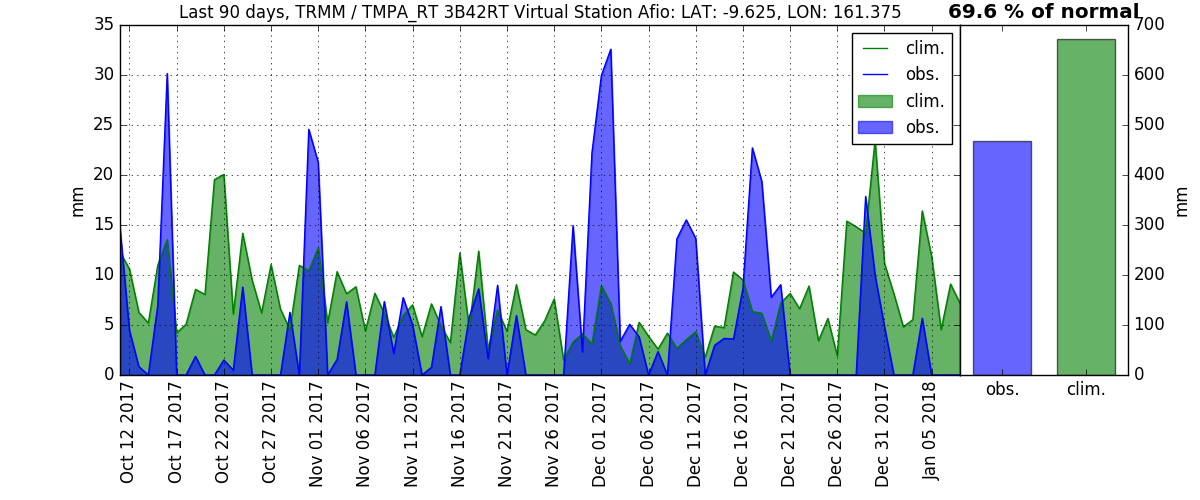 Last 90 days, TRMM / TMPA_RT 3B42RT Virtual Station Afio: LAT: -9.625, LON: 161.375
69.6 % of normal
35
30
25
20
15
10
5
0
mm
clim.
obs.
clim.
obs.
700
600
500
400
300
200
100
0
mm
Oct 12 2017
Oct 17 2017
Oct 22 2017
Oct 27 2017
Nov 01 2017
Nov 06 2017
Nov 11 2017
Nov 16 2017
Nov 21 2017
Nov 26 2017
Dec 01 2017
Dec 06 2017
Dec 11 2017
Dec 16 2017
Dec 21 2017
Dec 26 2017
Dec 31 2017
Jan 05 2018
obs.
clim.